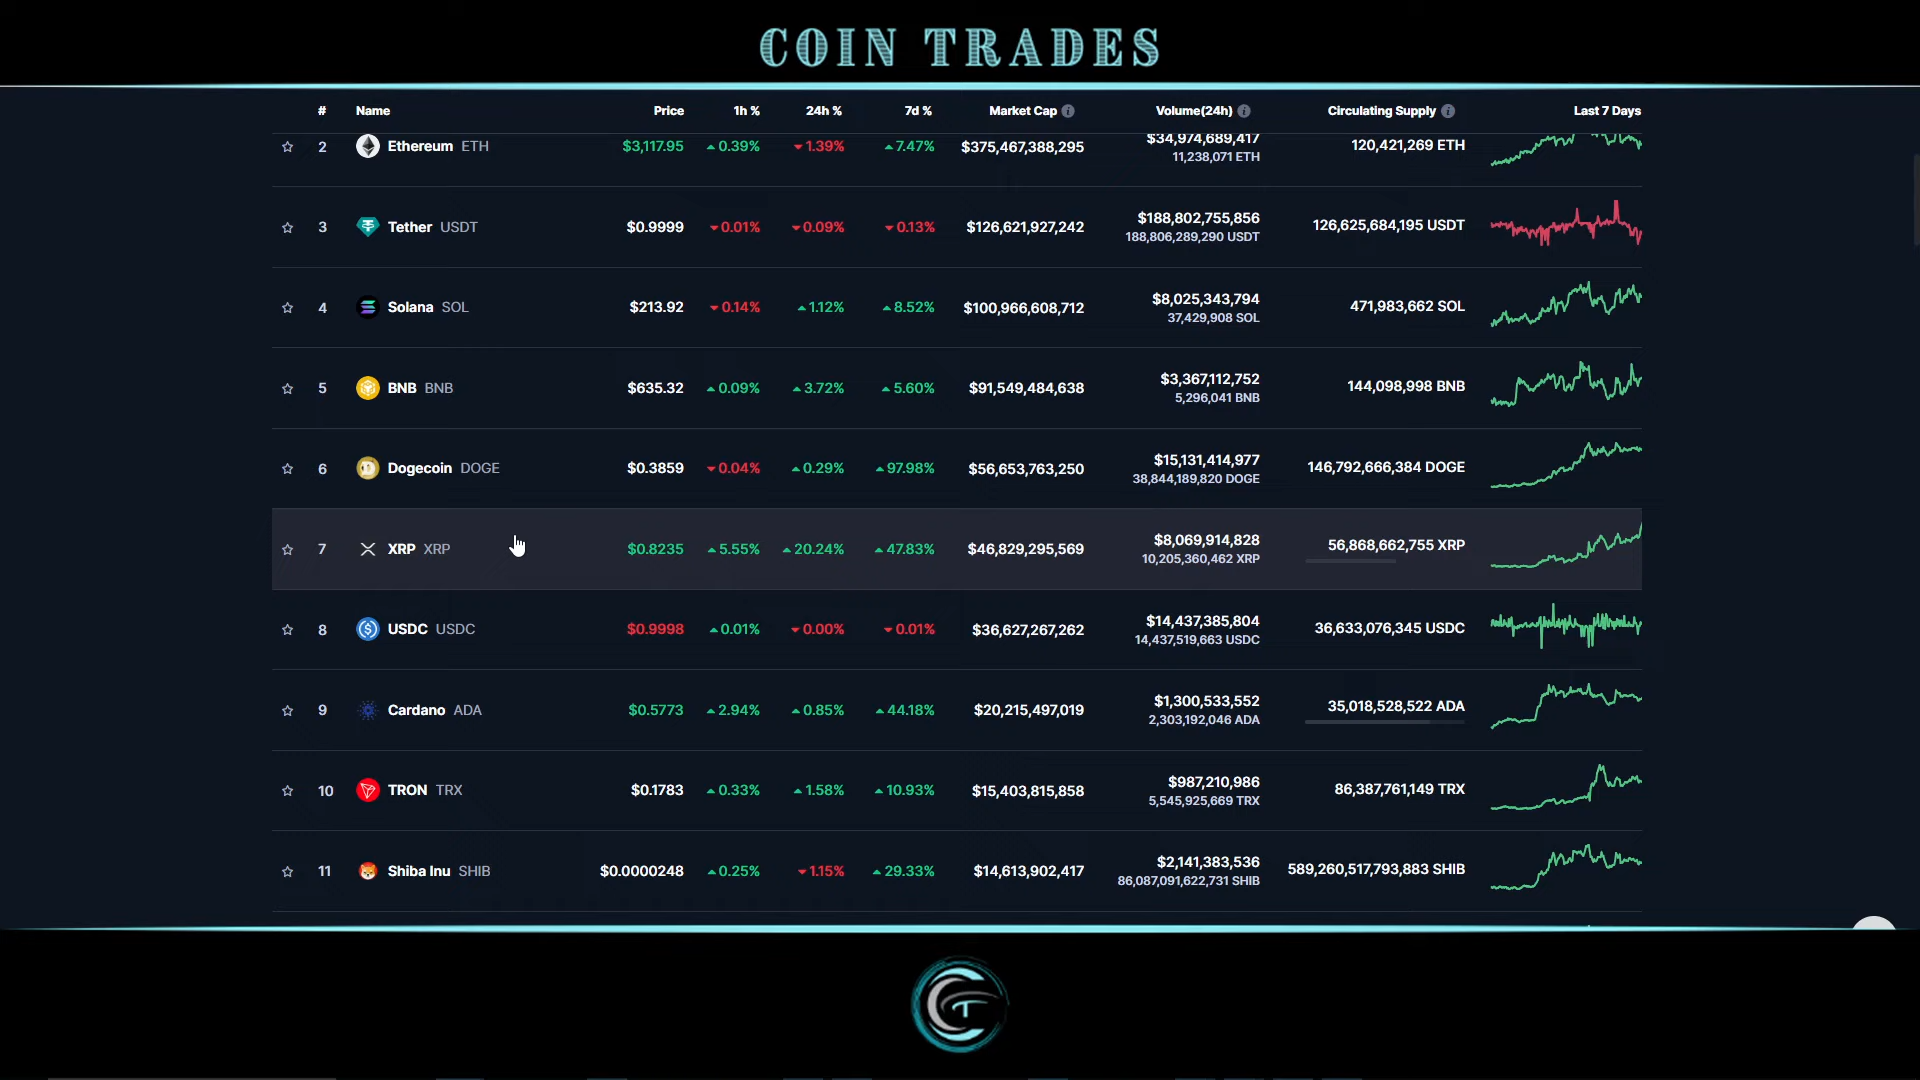 COIN TRADES
# Name Price 1h % 24h % 7d % Market Cap Volume(24h) Circulating Supply Last 7 Days
2 Ethereum ETH $3,117.95 0.39% 1.39% 7.47% $375,467,388,295 $34,974,689,417 120,421,269 ETH
11,238,071 ETH
3 Tether USDT $0.9999 0.01% 0.09% 0.13% $126,621,927,242 $188,802,755,856 126,625,684,195 USDT
188,806,289,290 USDT
4 Solana SOL $213.92 0.14% 1.12% 8.52% $100,966,608,712 $8,025,343,794 471,983,662 SOL
37,429,908 SOL
5 BNB BNB $635.32 0.09% 3.72% 5.60% $91,549,484,638 $3,367,112,752 144,098,998 BNB
5,296,041 BNB
6 Dogecoin DOGE $0.3859 0.04% 0.29% 97.98% $56,653,763,250 $15,131,414,977 146,792,666,384 DOGE
38,844,189,820 DOGE
7 XRP XRP $0.8235 5.55% 20.24% 47.83% $46,829,295,569 $8,069,914,828 56,868,662,755 XRP
10,205,360,462 XRP
8 USDC USDC $0.9998 0.01% 0.00% 0.01% $36,627,267,262 $14,437,385,804 36,633,076,345 USDC
14,437,519,663 USDC
9 Cardano ADA $0.5773 2.94% 0.85% 44.18% $20,215,497,019 $1,300,533,552 35,018,528,522 ADA
2,303,192,046 ADA
10 TRON TRX $0.1783 0.33% 1.58% 10.93% $15,403,815,858 $987,210,986 86,387,761,149 TRX
5,545,925,669 TRX
11 Shiba Inu SHIB $0.0000248 0.25% 1.15% 29.33% $14,613,902,417 $2,141,383,536 589,260,517,793,883 SHIB
86,087,091,622,731 SHIB
CT